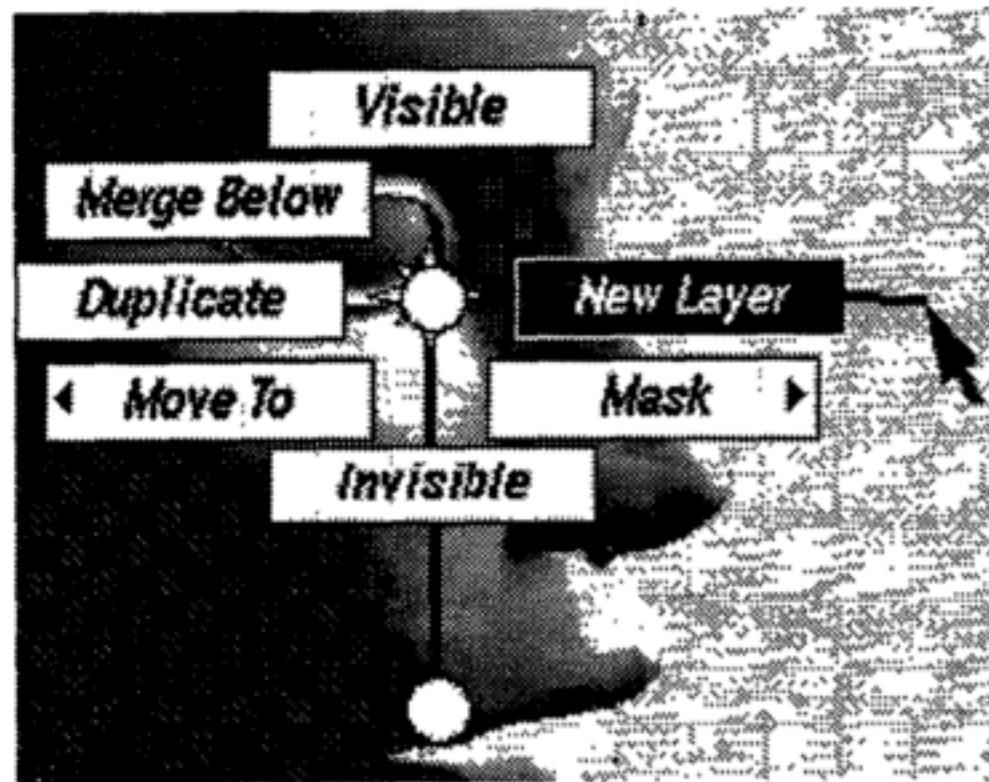 Visible
Merge Below
Duplicate
New Layer
Move To
Mask
Invisible